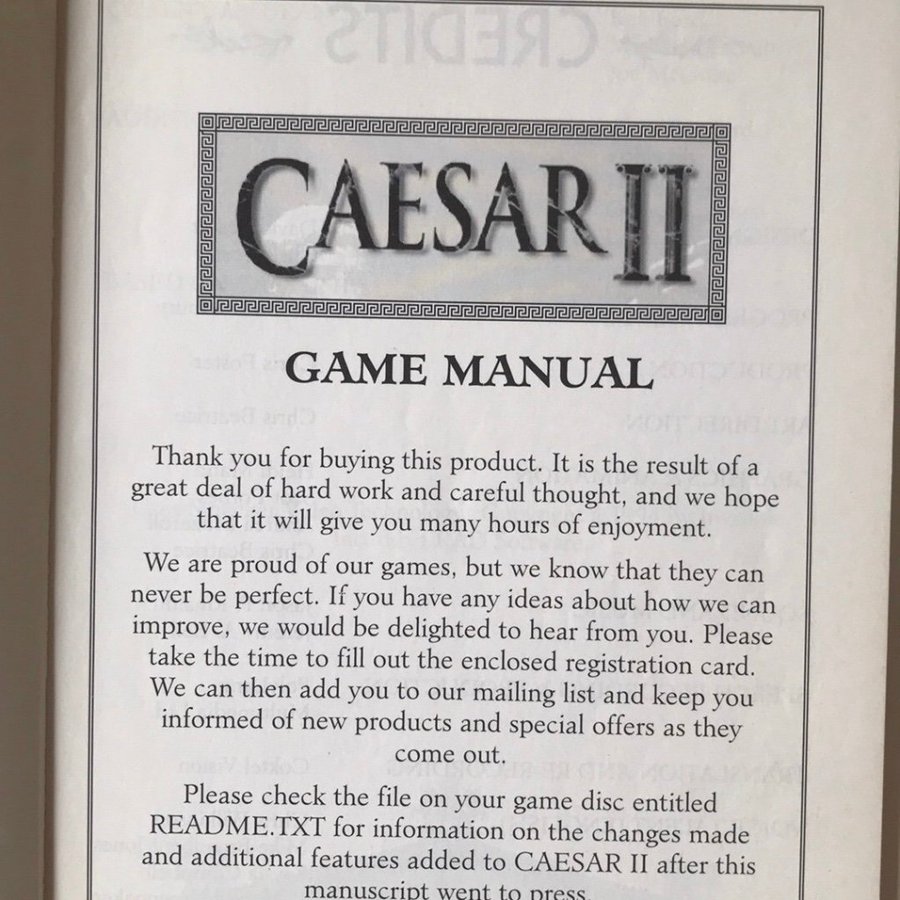 CREDITS
CAESAR II
GAME MANUAL
Thank you for buying this product. It is the result of a
great deal of hard work and careful thought, and we hope
that it will give you many hours of enjoyment.
We are proud of our games, but we know that they can
never be perfect. If you have any ideas about how we can
improve, we would be delighted to hear from you. Please
take the time to fill out the enclosed registration card.
We can then add you to our mailing list and keep you
informed of new products and special offers as they
come out.
Please check the file on your game disc entitled
README.TXT for information on the changes made
and additional features added to CAESAR II after this
manuscript went to press.